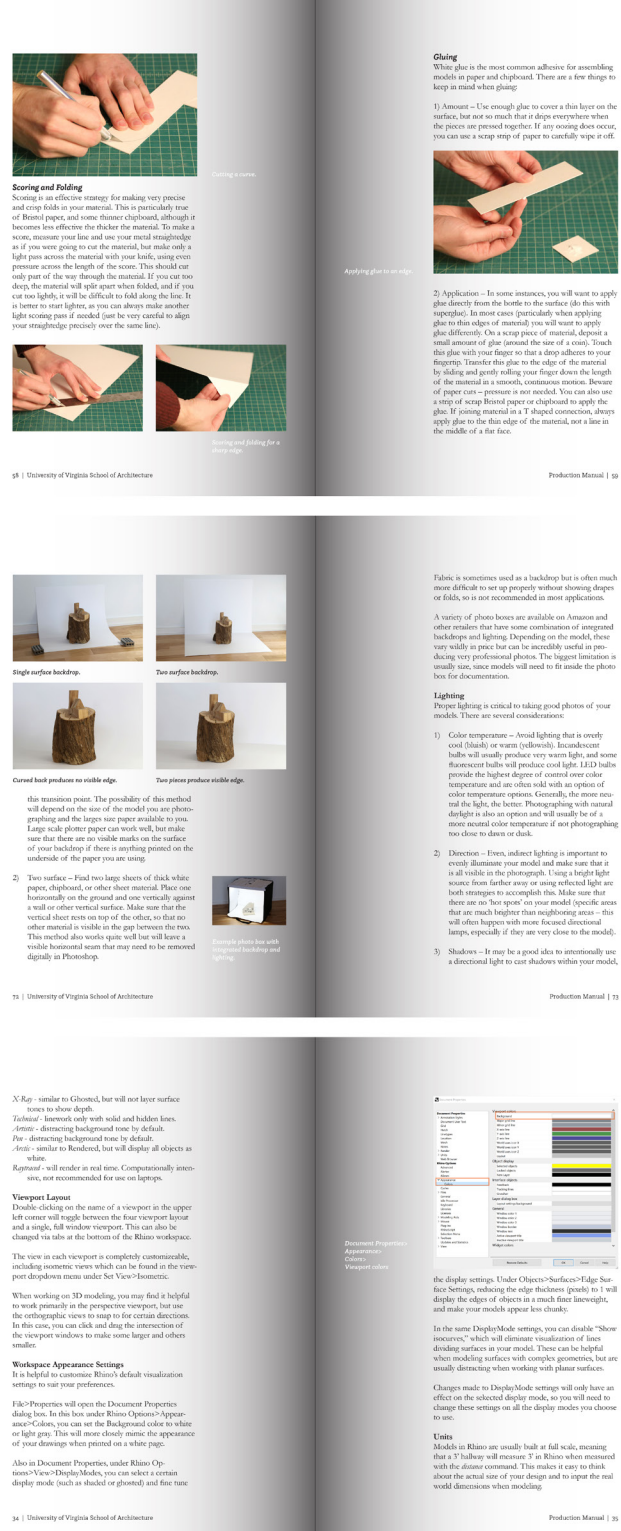 Cutting a curve.
Scoring and Folding
Scoring is an effective strategy for making very precise
and crisp folds in your material. This is particularly true
of Bristol paper, and some thinner chipboard, although it
becomes less effective the thicker the material. To make a
score, measure your line and use your metal straightedge
as if you were going to cut the material, but make only a
light pass across the material with your knife, using even
pressure across the length of the score. This should cut
only part of the way through the material. If you cut too
deep, the material will split apart when folded, and if you
cut too lightly, it will be difficult to fold along the line. It
is better to start lighter, as you can always make another
light scoring pass if needed (just be very careful to align
your straightedge precisely over the same line).
Scoring and folding for a
sharp edge.
58 | University of Virginia School of Architecture
Gluing
White glue is the most common adhesive for assembling
models in paper and chipboard. There are a few things to
keep in mind when gluing:
1) Amount – Use enough glue to cover a thin layer on the
surface, but not so much that it drips everywhere when
the pieces are pressed together. If any oozing does occur,
you can use a scrap strip of paper to carefully wipe it off.
Applying glue to an edge.
2) Application – In some instances, you will want to apply
glue directly from the bottle to the surface (do this with
superglue). In most cases (particularly when applying
glue to thin edges of material) you will want to apply
glue differently. On a scrap piece of material, deposit a
small amount of glue (around the size of a coin). Touch
this glue with your finger so that a drop adheres to your
fingertip. Transfer this glue to the edge of the material
by sliding and gently rolling your finger down the length
of the material in a smooth, continuous motion. Beware
of paper cuts – pressure is not needed. You can also use
a strip of scrap Bristol paper or chipboard to apply the
glue. If joining material in a T shaped connection, always
apply glue to the thin edge of the material, not a line in
the middle of a flat face.
Production Manual | 59
Single surface backdrop.
Two surface backdrop.
Curved back produces no visible edge.
Two pieces produce visible edge.
this transition point. The possibility of this method
will depend on the size of the model you are photo-
graphing and the larges size paper available to you.
Large scale plotter paper can work well, but make
sure that there are no visible marks on the surface
of your backdrop if there is anything printed on the
underside of the paper you are using.
2) Two surface – Find two large sheets of thick white
paper, chipboard, or other sheet material. Place one
horizontally on the ground and one vertically against
a wall or other vertical surface. Make sure that the
vertical sheet rests on top of the other, so that no
other material is visible in the gap between the two.
This method also works quite well but will leave a
visible horizontal seam that may need to be removed
digitally in Photoshop.
Example photo box with
integrated backdrop and
lighting.
72 | University of Virginia School of Architecture
Fabric is sometimes used as a backdrop but is often much
more difficult to set up properly without showing drapes
or folds, so is not recommended in most applications.
A variety of photo boxes are available on Amazon and
other retailers that have some combination of integrated
backdrops and lighting. Depending on the model, these
vary wildly in price but can be incredibly useful in pro-
ducing very professional photos. The biggest limitation is
usually size, since models will need to fit inside the photo
box for documentation.
Lighting
Proper lighting is critical to taking good photos of your
models. There are several considerations:
1) Color temperature – Avoid lighting that is overly
cool (bluish) or warm (yellowish). Incandescent
bulbs will usually produce very warm light, and some
fluorescent bulbs will produce cool light. LED bulbs
provide the highest degree of control over color
temperature and are often sold with an option of
color temperature options. Generally, the more neu-
tral the light, the better. Photographing with natural
daylight is also an option and will usually be of a
more neutral color temperature if not photographing
too close to dawn or dusk.
2) Direction – Even, indirect lighting is important to
evenly illuminate your model and make sure that it
is all visible in the photograph. Using a bright light
source from farther away or using reflected light are
both strategies to accomplish this. Make sure that
there are no 'hot spots' on your model (specific areas
that are much brighter than neighboring areas – this
will often happen with more focused directional
lamps, especially if they are very close to the model).
3) Shadows – It may be a good idea to intentionally use
a directional light to cast shadows within your model,
Production Manual | 73
X-Ray - similar to Ghosted, but will not layer surface
tones to show depth.
Technical - linework only with solid and hidden lines.
Artistic - distracting background tone by default.
Pen - distracting background tone by default.
Arctic - similar to Rendered, but will display all objects as
white.
Raytraced - will render in real time. Computationally inten-
sive, not recommended for use on laptops.
Viewport Layout
Double-clicking on the name of a viewport in the upper
left corner will toggle between the four viewport layout
and a single, full window viewport. This can also be
changed via tabs at the bottom of the Rhino workspace.
The view in each viewport is completely customizeable,
including isometric views which can be found in the view-
port dropdown menu under Set View>Isometric.
When working on 3D modeling, you may find it helpful
to work primarily in the perspective viewport, but use
the orthographic views to snap to for certain directions.
In this case, you can click and drag the intersection of
the viewport windows to make some larger and others
smaller.
Workspace Appearance Settings
It is helpful to customize Rhino's default visualization
settings to suit your preferences.
File>Properties will open the Document Properties
dialog box. In this box under Rhino Options>Appear-
ance>Colors, you can set the Background color to white
or light gray. This will more closely mimic the appearance
of your drawings when printed on a white page.
Also in Document Properties, under Rhino Op-
tions>View>DisplayModes, you can select a certain
display mode (such as shaded or ghosted) and fine tune
34 | University of Virginia School of Architecture
Document Properties>
Appearance>
Colors>
Viewport colors
the display settings. Under Objects>Surfaces>Edge Sur-
face Settings, reducing the edge thickness (pixels) to 1 will
display the edges of objects in a much finer lineweight,
and make your models appear less chunky.
In the same DisplayMode settings, you can disable "Show
isocurves," which will eliminate visualization of lines
dividing surfaces in your model. These can be helpful
when modeling surfaces with complex geometries, but are
usually distracting when working with planar surfaces.
Changes made to DisplayMode settings will only have an
effect on the selected display mode, so you will need to
change these settings on all the display modes you choose
to use.
Units
Models in Rhino are usually built at full scale, meaning
that a 3' hallway will measure 3' in Rhino when measured
with the distance command. This makes it easy to think
about the actual size of your design and to input the real
world dimensions when modeling.
Production Manual | 35